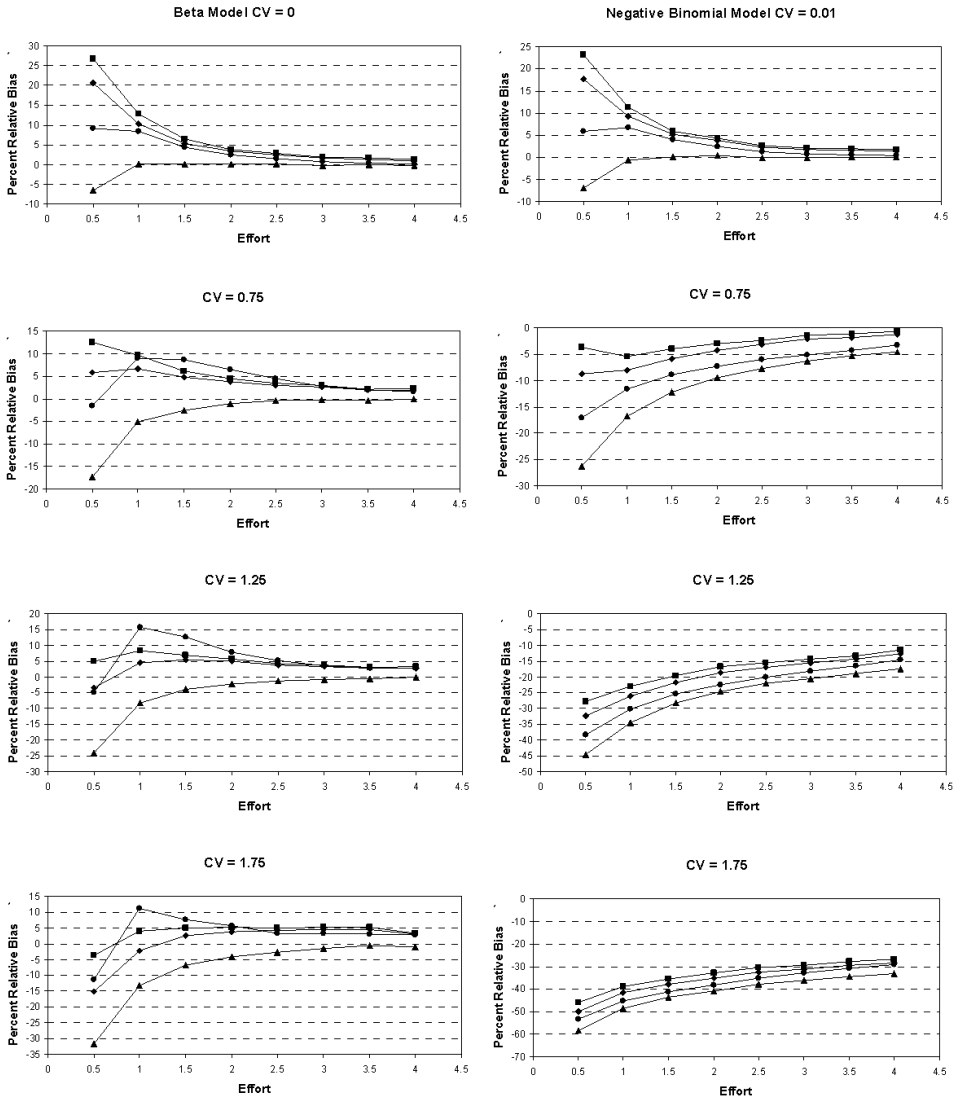 Beta Model CV = 0
Percent Relative Bias
30
25
20
15
10
5
0
-5
-10
0 0.5 1 1.5 2 2.5 3 3.5 4 4.5
Effort
Negative Binomial Model CV = 0.01
Percent Relative Bias
25
20
15
10
5
0
-5
-10
0 0.5 1 1.5 2 2.5 3 3.5 4 4.5
Effort
CV = 0.75
Percent Relative Bias
15
10
5
0
-5
-10
-15
-20
0 0.5 1 1.5 2 2.5 3 3.5 4 4.5
Effort
CV = 0.75
Percent Relative Bias
0
-5
-10
-15
-20
-25
-30
0 0.5 1 1.5 2 2.5 3 3.5 4 4.5
Effort
CV = 1.25
Percent Relative Bias
20
15
10
5
0
-5
-10
-15
-20
-25
-30
0 0.5 1 1.5 2 2.5 3 3.5 4 4.5
Effort
CV = 1.25
Percent Relative Bias
0
-5
-10
-15
-20
-25
-30
-35
-40
-45
-50
0 0.5 1 1.5 2 2.5 3 3.5 4 4.5
Effort
CV = 1.75
Percent Relative Bias
15
10
5
0
-5
-10
-15
-20
-25
-30
-35
0 0.5 1 1.5 2 2.5 3 3.5 4 4.5
Effort
CV = 1.75
Percent Relative Bias
0
-10
-20
-30
-40
-50
-60
-70
0 0.5 1 1.5 2 2.5 3 3.5 4 4.5
Effort